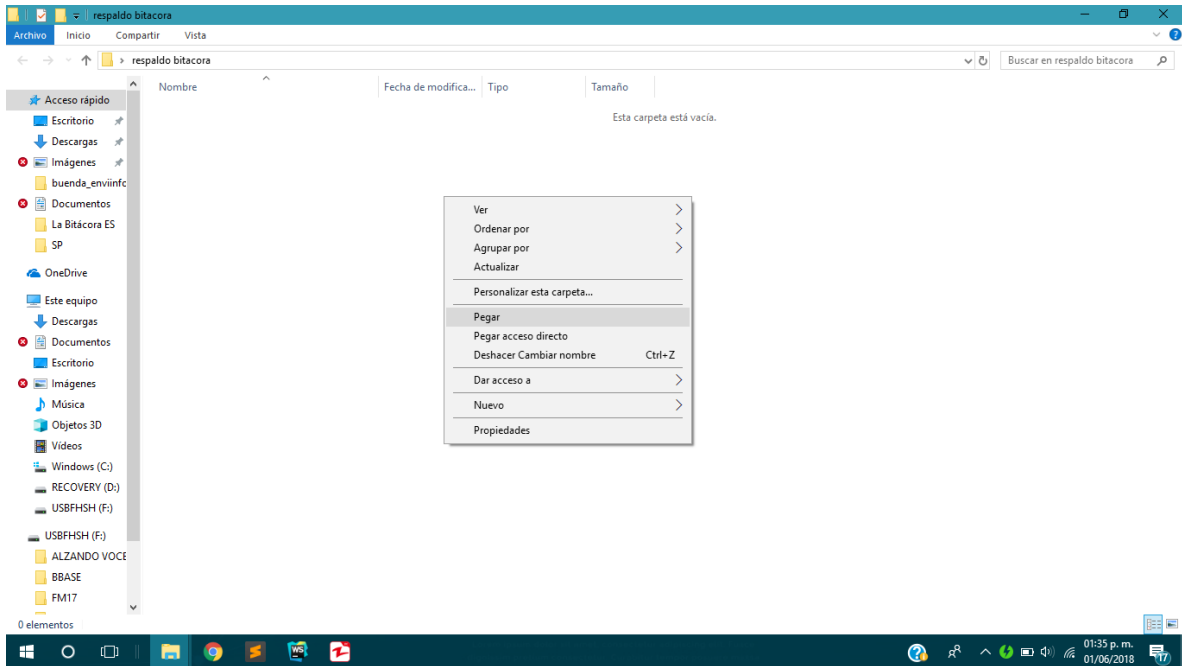 respaldo bitacora
Archivo Inicio Compartir Vista
respaldo bitacora Buscar en respaldo bitacora
Nombre Fecha de modifica... Tipo Tamaño
Esta carpeta está vacía.
Acceso rápido
Escritorio
Descargas
Imágenes
buenda_enviinfo
Documentos
La Bitácora ES
SP
OneDrive
Este equipo
Descargas
Documentos
Escritorio
Imágenes
Música
Objetos 3D
Vídeos
Windows (C:)
RECOVERY (D:)
USBFHSH (F:)
USBFHSH (F:)
ALZANDO VOCE
BBASE
FM17
Ver
Ordenar por
Agrupar por
Actualizar
Personalizar esta carpeta...
Pegar
Pegar acceso directo
Deshacer Cambiar nombre Ctrl+Z
Dar acceso a
Nuevo
Propiedades
0 elementos
WS
01:35 p. m.
01/06/2018
17